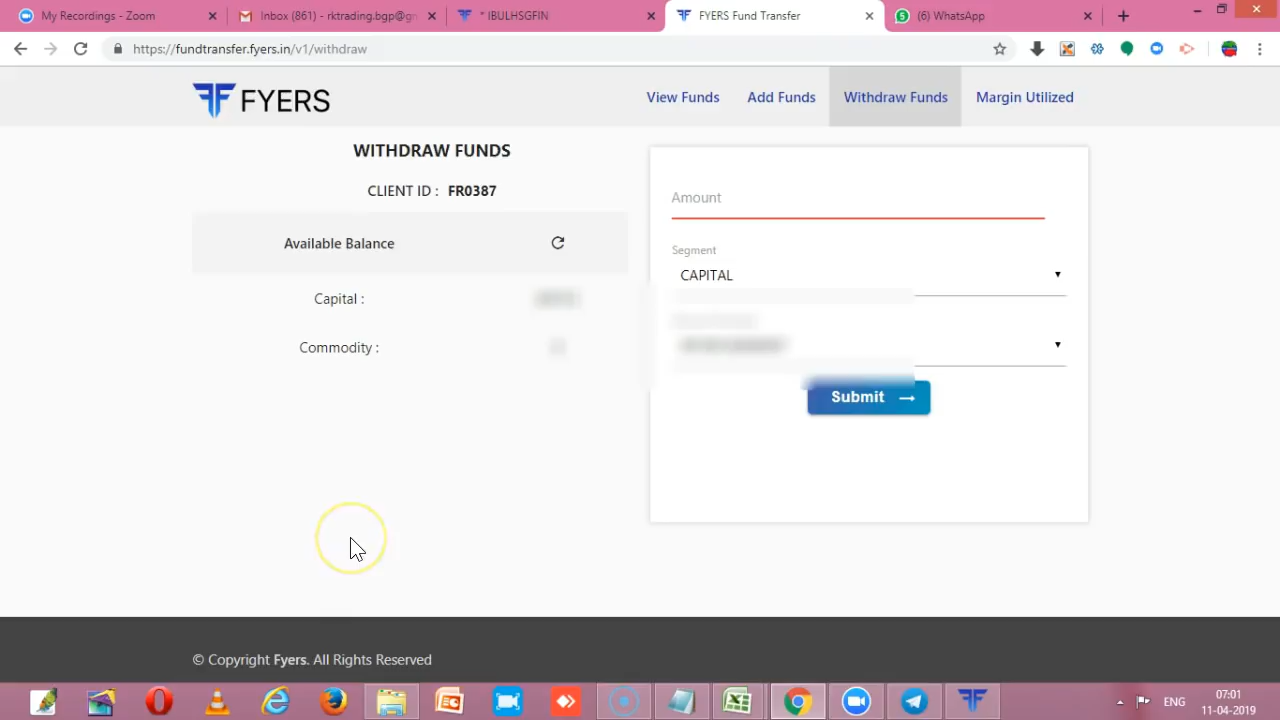 My Recordings - Zoom
Inbox (861) - rktrading.bgp@gm
* IBULHSGFIN
FYERS Fund Transfer
(6) WhatsApp
https://fundtransfer.fyers.in/v1/withdraw
FYERS
View Funds
Add Funds
Withdraw Funds
Margin Utilized
WITHDRAW FUNDS
CLIENT ID : FR0387
Available Balance
Capital :
Commodity :
Amount
Segment
CAPITAL
Submit →
© Copyright Fyers. All Rights Reserved
ENG
07:01
11-04-2019